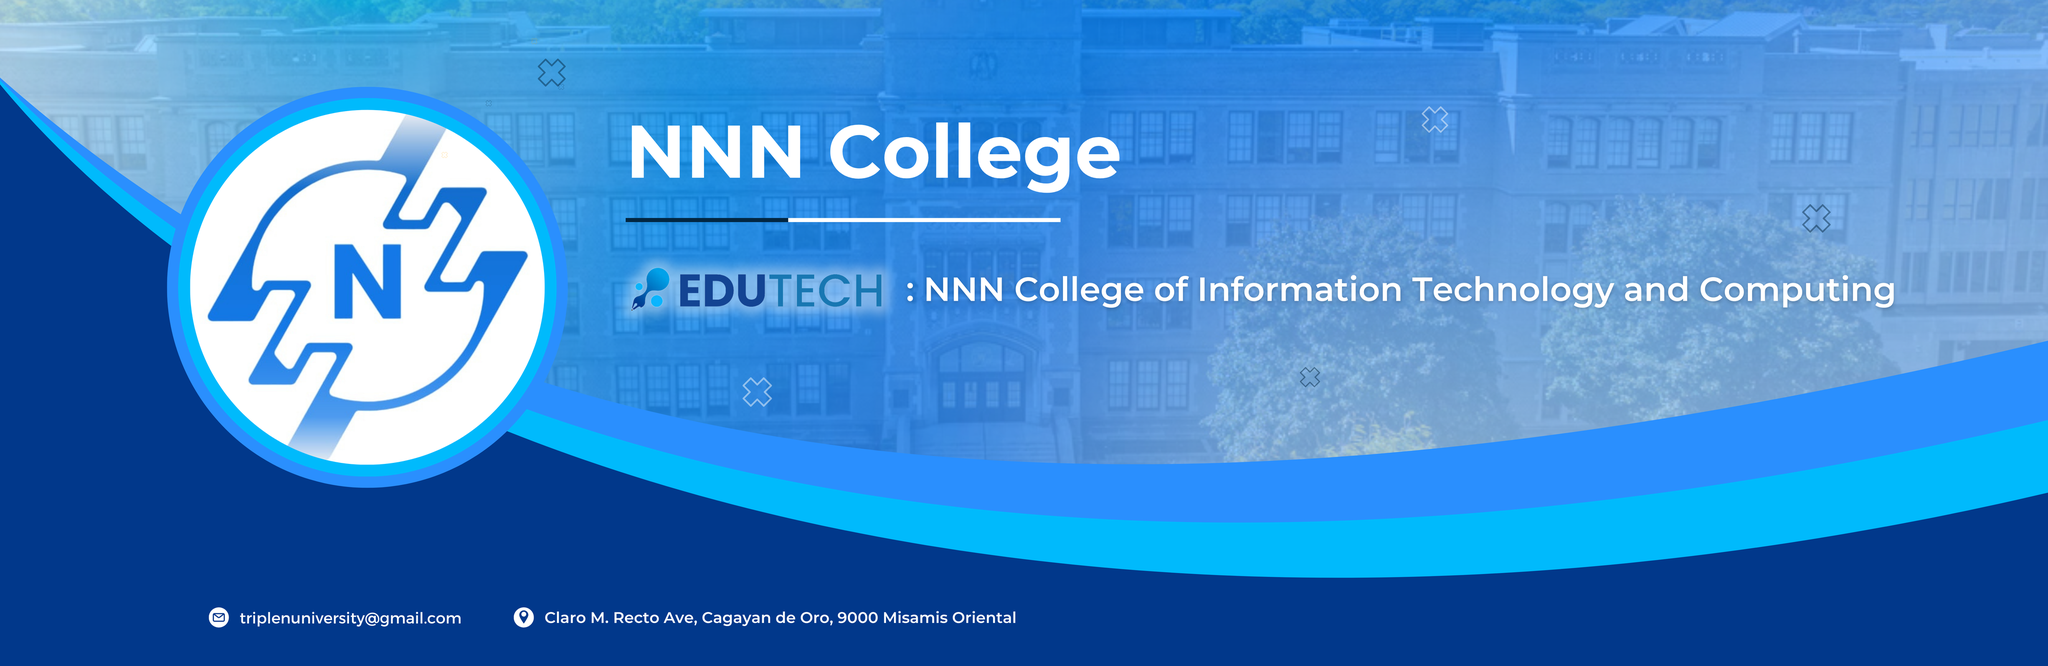 NNN College
N
EDUTECH : NNN College of Information Technology and Computing
triplenuniversity@gmail.com
Claro M. Recto Ave, Cagayan de Oro, 9000 Misamis Oriental